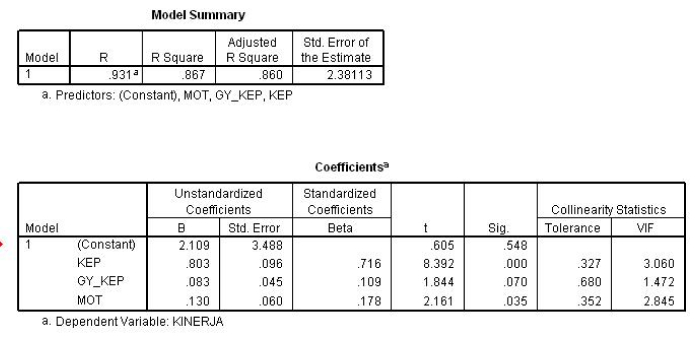 Model Summary
Model R R Square Adjusted R Square Std. Error of the Estimate
1 .931a .867 .860 2.38113
a. Predictors: (Constant), MOT, GY_KEP, KEP
Coefficientsa
Unstandardized Coefficients Standardized Coefficients Collinearity Statistics
Model B Std. Error Beta t Sig. Tolerance VIF
1 (Constant) 2.109 3.488 .605 .548
KEP .803 .096 .716 8.392 .000 .327 3.060
GY_KEP .083 .045 .109 1.844 .070 .680 1.472
MOT .130 .060 .178 2.161 .035 .352 2.845
a. Dependent Variable: KINERJA